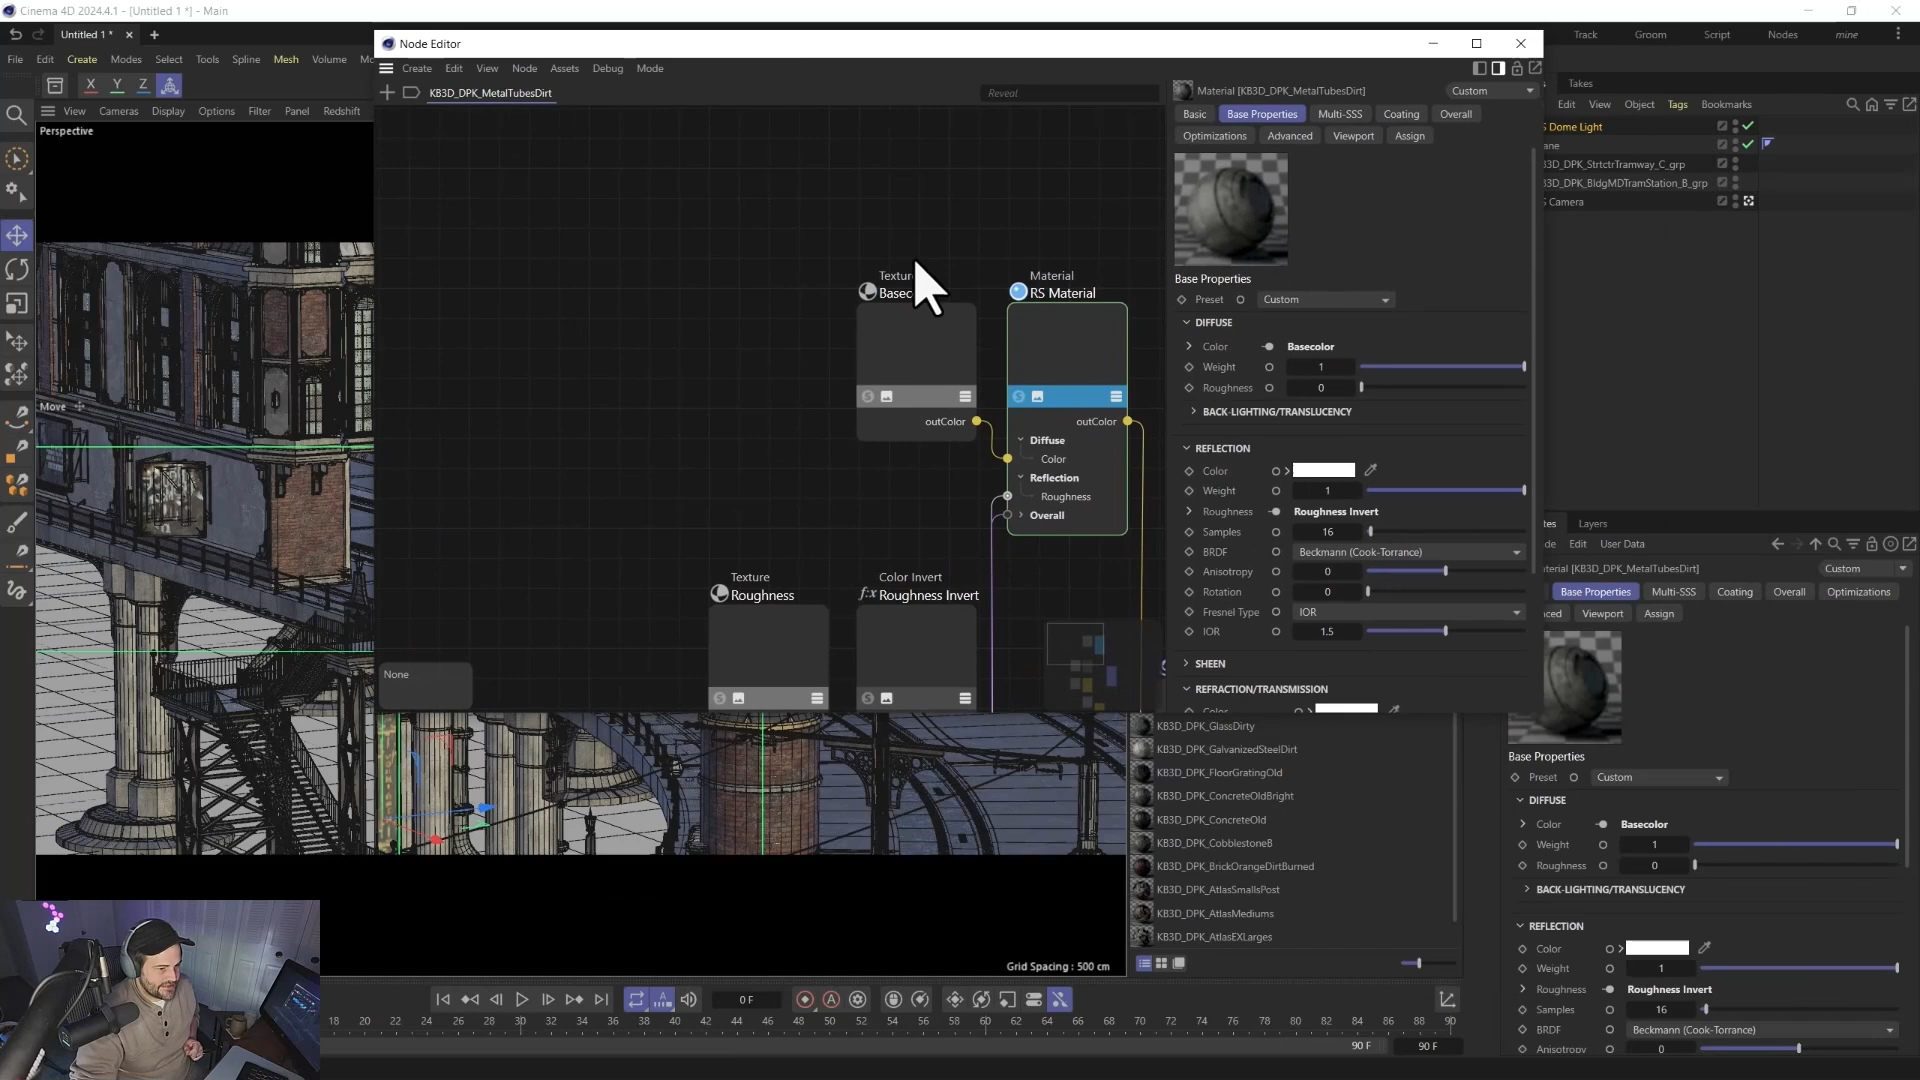 Cinema 4D 2024.4.1 - [Untitled 1 *] - Main
Untitled 1 *
Track Groom Script Nodes mine
File Edit Create Modes Select Tools Spline Mesh Volume
X Y Z
View Cameras Display Options Filter Panel Redshift
Perspective
Move
Node Editor
Create Edit View Node Assets Debug Mode
KB3D_DPK_MetalTubesDirt
Reveal
Texture
Material
RS Material
outColor
outColor
Diffuse
Color
Reflection
Roughness
Overall
Texture
Roughness
Color Invert
Roughness Invert
None
Material [KB3D_DPK_MetalTubesDirt]
Custom
Basic Base Properties Multi-SSS Coating Overall
Optimizations Advanced Viewport Assign
Base Properties
Preset Custom
DIFFUSE
Color Basecolor
Weight 1
Roughness 0
BACK-LIGHTING/TRANSLUCENCY
REFLECTION
Color
Weight 1
Roughness Roughness Invert
Samples 16
BRDF Beckmann (Cook-Torrance)
Anisotropy 0
Rotation 0
Fresnel Type IOR
IOR 1.5
SHEEN
REFRACTION/TRANSMISSION
Color
Takes
Edit View Object Tags Bookmarks
S Dome Light
ane
B3D_DPK_StrtctrTramway_C_grp
B3D_DPK_BldgMDTramStation_B_grp
S Camera
tes Layers
de Edit User Data
terial [KB3D_DPK_MetalTubesDirt]
Custom
Base Properties Multi-SSS Coating Overall Optimizations
ced Viewport Assign
Base Properties
Preset Custom
DIFFUSE
Color Basecolor
Weight 1
Roughness 0
BACK-LIGHTING/TRANSLUCENCY
REFLECTION
Color
Weight 1
Roughness Roughness Invert
Samples 16
BRDF Beckmann (Cook-Torrance)
Anisotropy 0
KB3D_DPK_GlassDirty
KB3D_DPK_GalvanizedSteelDirt
KB3D_DPK_FloorGratingOld
KB3D_DPK_ConcreteOldBright
KB3D_DPK_ConcreteOld
KB3D_DPK_CobblestoneB
KB3D_DPK_BrickOrangeDirtBurned
KB3D_DPK_AtlasSmallsPost
KB3D_DPK_AtlasMediums
KB3D_DPK_AtlasEXLarges
Grid Spacing : 500 cm
0 F
18 20 22 24 26 28 30 32 34 36 38 40 42 44 46 48 50 52 54 56 58 60 62 64 66 68 70 72 74 76 78 80 82 84 86 88 90
90 F 90 F